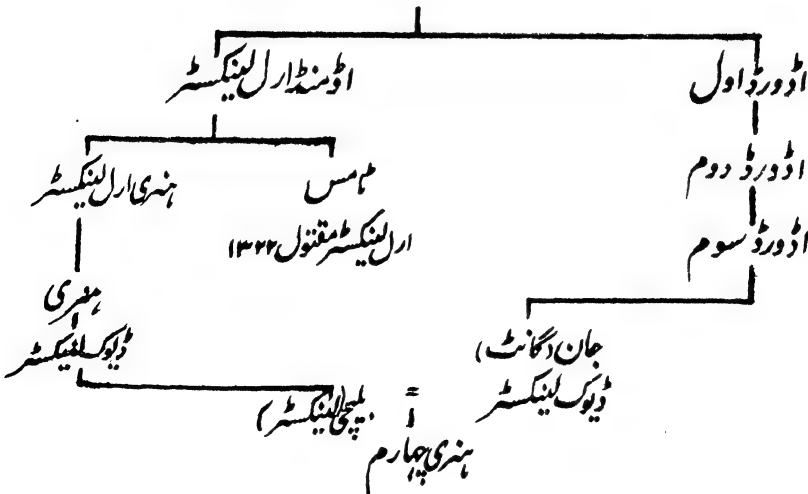 اڈورڈ اول
اڈمنڈ ارل لینکسٹر
اڈورڈ دوم
ٹامس
ہنری ارل لینکسٹر
اڈورڈ سوم
ارل لینکسٹر مقتول ۱۳۲۲
ہنری
جان (گانٹ)
ڈیوک لینکسٹر
ڈیوک لینکسٹر
= لینکسٹر)
ہنری چہارم